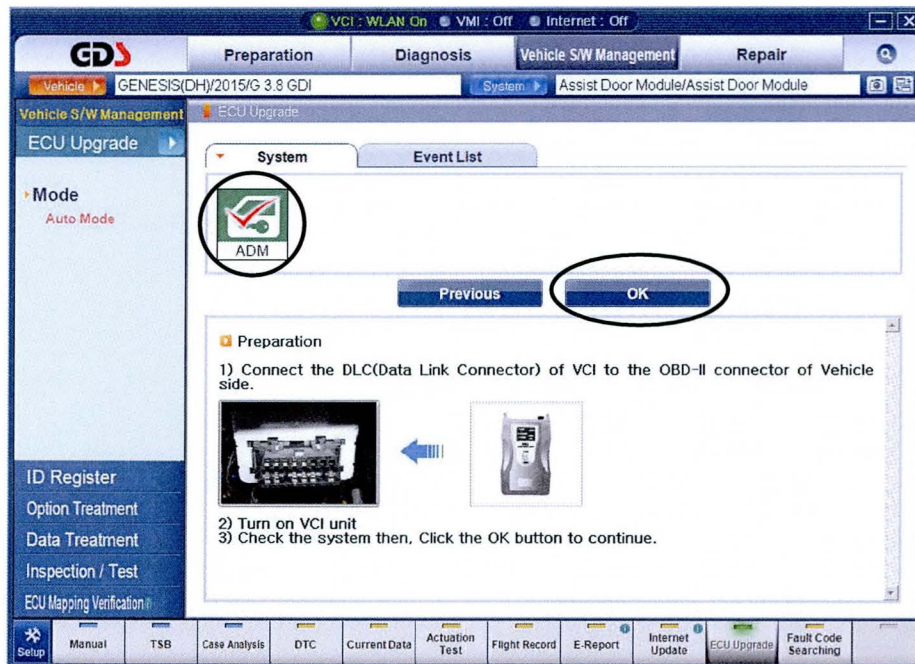 VCI : WLAN On VMI : Off Internet : Off
GDS
Preparation
Diagnosis
Vehicle S/W Management
Repair
Vehicle
GENESIS(DH)/2015/G 3.8 GDI
System
Assist Door Module/Assist Door Module
Vehicle S/W Management
ECU Upgrade
ECU Upgrade
System
Event List
Mode
Auto Mode
ADM
Previous
OK
Preparation
1) Connect the DLC(Data Link Connector) of VCI to the OBD-II connector of Vehicle
side.
2) Turn on VCI unit
3) Check the system then, Click the OK button to continue.
ID Register
Option Treatment
Data Treatment
Inspection / Test
ECU Mapping Verification
Setup
Manual
TSB
Case Analysis
DTC
Current Data
Actuation
Test
Flight Record
E-Report
Internet
Update
ECU Upgrade
Fault Code
Searching